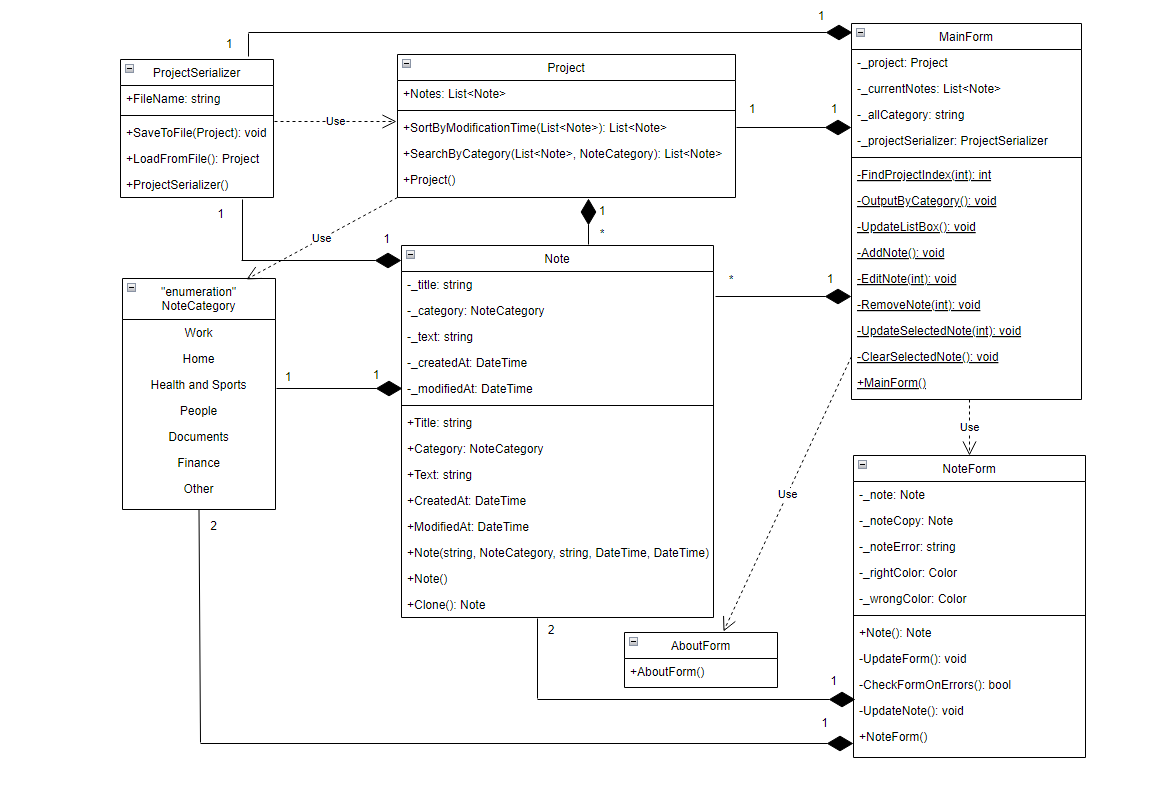 1
1
ProjectSerializer
+FileName: string
+SaveToFile(Project): void
+LoadFromFile(): Project
+ProjectSerializer()
Use
Project
+Notes: List<Note>
+SortByModificationTime(List<Note>): List<Note>
+SearchByCategory(List<Note>, NoteCategory): List<Note>
+Project()
1
1
MainForm
-_project: Project
-_currentNotes: List<Note>
-_allCategory: string
-_projectSerializer: ProjectSerializer
-FindProjectIndex(int): int
-OutputByCategory(): void
-UpdateListBox(): void
-AddNote(): void
-EditNote(int): void
-RemoveNote(int): void
-UpdateSelectedNote(int): void
-ClearSelectedNote(): void
+MainForm()
1
1
Use
1
*
*
1
"enumeration"
NoteCategory
Work
Home
Health and Sports
People
Documents
Finance
Other
1
1
Note
-_title: string
-_category: NoteCategory
-_text: string
-_createdAt: DateTime
-_modifiedAt: DateTime
+Title: string
+Category: NoteCategory
+Text: string
+CreatedAt: DateTime
+ModifiedAt: DateTime
+Note(string, NoteCategory, string, DateTime, DateTime)
+Note()
+Clone(): Note
Use
Use
NoteForm
-_note: Note
-_noteCopy: Note
-_noteError: string
-_rightColor: Color
-_wrongColor: Color
+Note(): Note
-UpdateForm(): void
-CheckFormOnErrors(): bool
-UpdateNote(): void
+NoteForm()
2
2
AboutForm
+AboutForm()
1
1